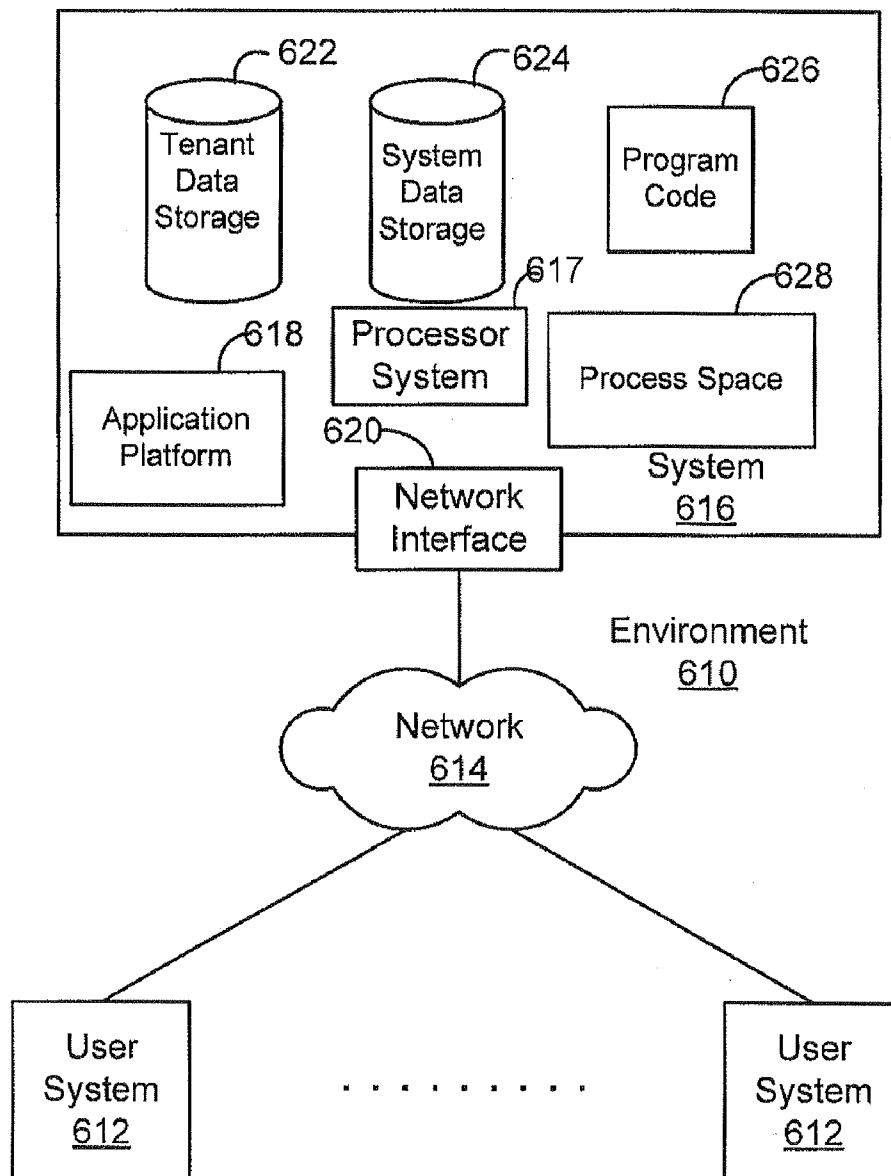 622
624
626
Tenant
Data
Storage
System
Data
Storage
Program
Code
617
628
618
Processor
System
Process Space
Application
Platform
620
System
616
Network
Interface
Environment
610
Network
614
User
System
612
. . . . . . . . .
User
System
612